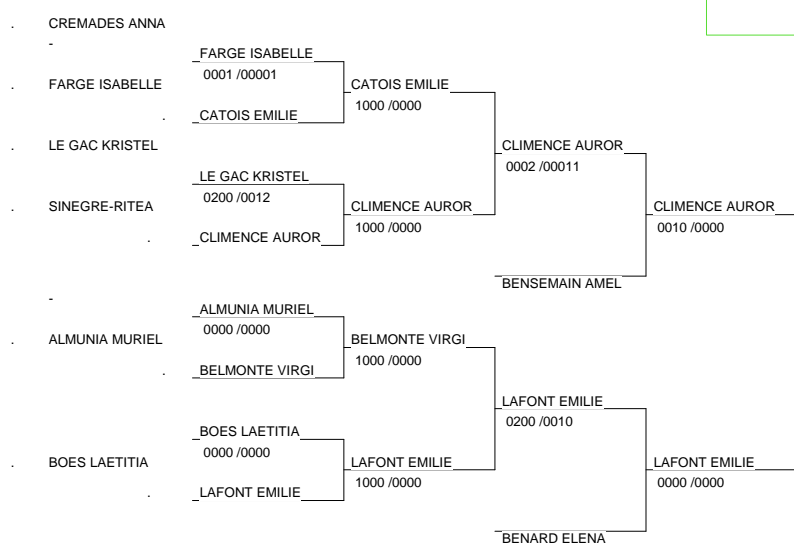 . CREMADES ANNA
-
FARGE ISABELLE
0001 /00001
. FARGE ISABELLE
CATOIS EMILIE
1000 /0000
. CATOIS EMILIE
. LE GAC KRISTEL
CLIMENCE AUROR
0002 /00011
LE GAC KRISTEL
0200 /0012
. SINEGRE-RITEA
CLIMENCE AUROR
1000 /0000
CLIMENCE AUROR
0010 /0000
. CLIMENCE AUROR
BENSEMAIN AMEL
-
ALMUNIA MURIEL
0000 /0000
. ALMUNIA MURIEL
BELMONTE VIRGI
1000 /0000
. BELMONTE VIRGI
LAFONT EMILIE
0200 /0010
BOES LAETITIA
0000 /0000
. BOES LAETITIA
LAFONT EMILIE
1000 /0000
LAFONT EMILIE
0000 /0000
. LAFONT EMILIE
BENARD ELENA